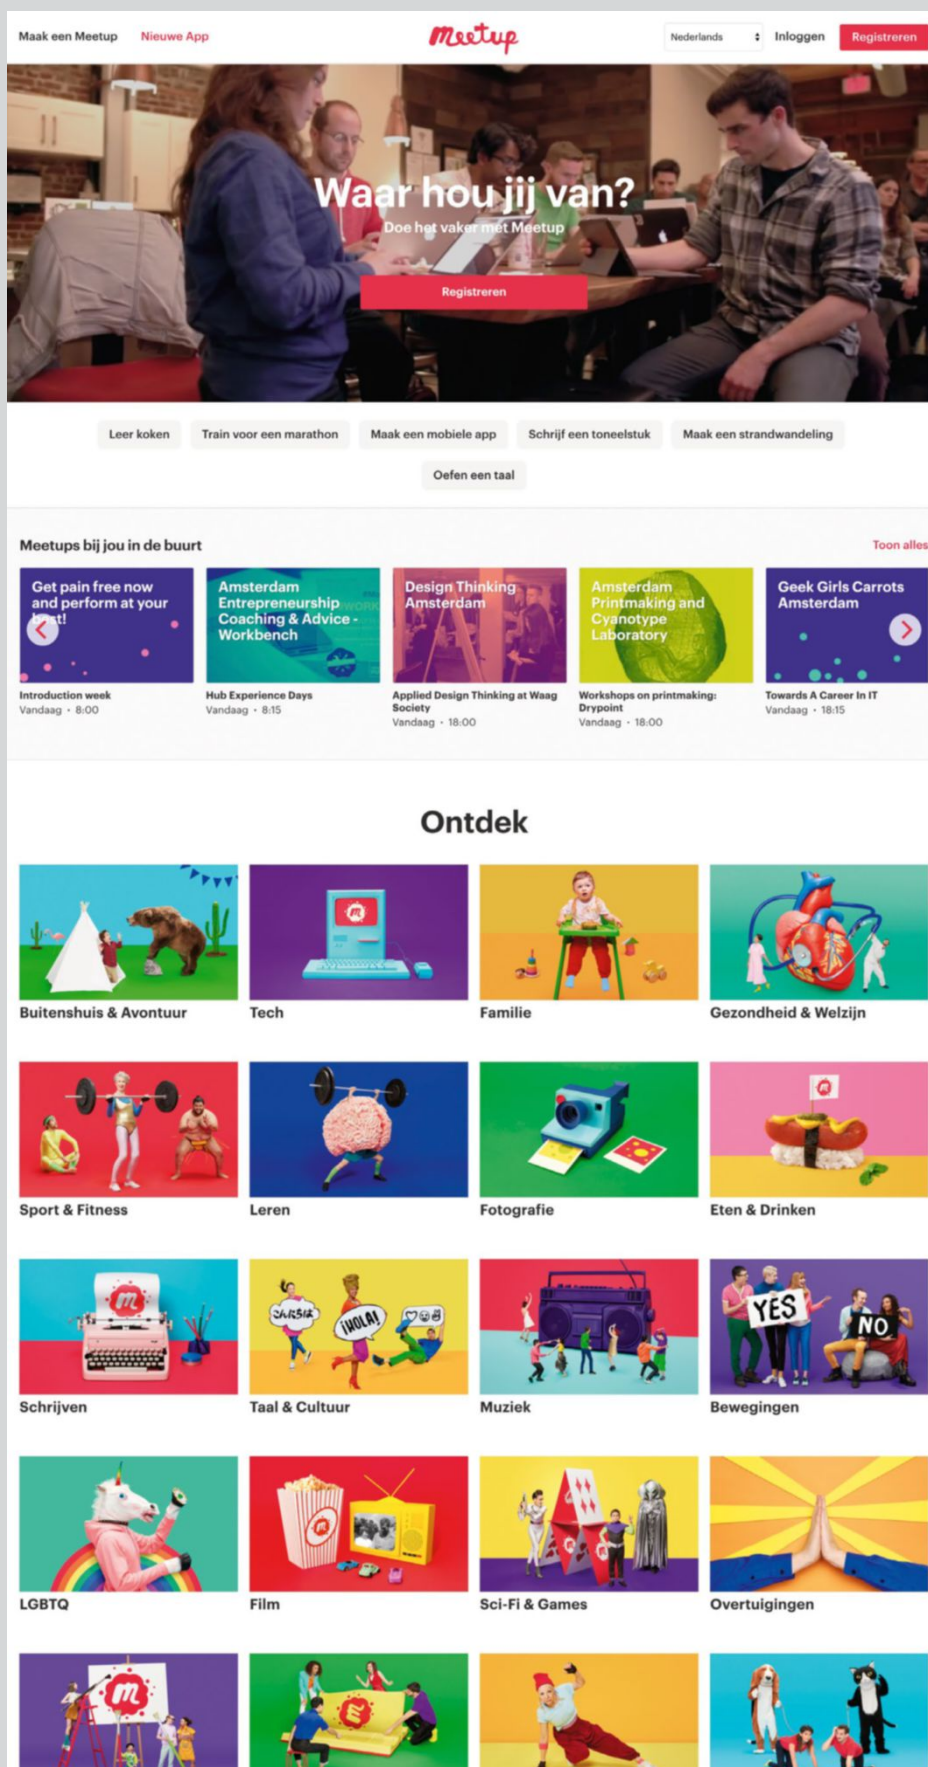 Maak een Meetup
Nieuwe App
meetup
Nederlands
Inloggen
Registreren
Waar hou jij van?
Doe het vaker met Meetup
Registreren
Leer koken
Train voor een marathon
Maak een mobiele app
Schrijf een toneelstuk
Maak een strandwandeling
Oefen een taal
Meetups bij jou in de buurt
Toon alles
Get pain free now
and perform at your
Introduction week
Vandaag • 8:00
Amsterdam
Entrepreneurship
Coaching & Advice -
Workbench
Hub Experience Days
Vandaag • 8:15
Design Thinking
Amsterdam
Applied Design Thinking at Waag
Society
Vandaag • 18:00
Amsterdam
Printmaking and
Cyanotype
Laboratory
Workshops on printmaking:
Drypoint
Vandaag • 18:00
Geek Girls Carrots
Amsterdam
Towards A Career In IT
Vandaag • 18:15
Ontdek
Buitenshuis & Avontuur
Tech
Familie
Gezondheid & Welzijn
Sport & Fitness
Leren
Fotografie
Eten & Drinken
m
こんにちは
¡HOLA!
YES
NO
Schrijven
Taal & Cultuur
Muziek
Bewegingen
LGBTQ
Film
Sci-Fi & Games
Overtuigingen
m